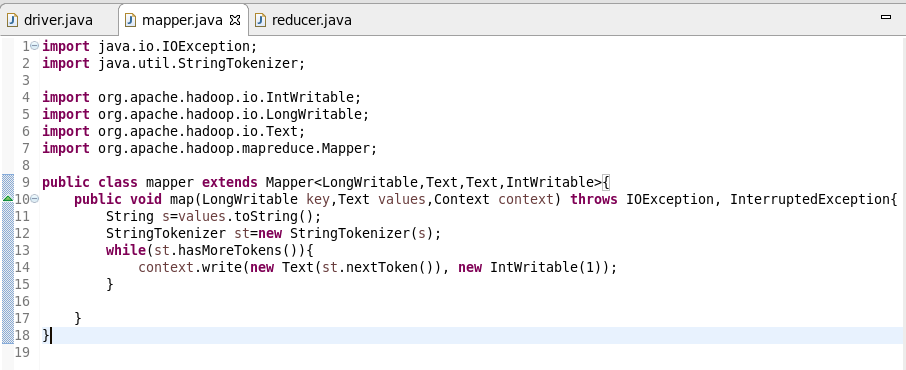 driver.java mapper.java reducer.java
1 import java.io.IOException;
2 import java.util.StringTokenizer;
3
4 import org.apache.hadoop.io.IntWritable;
5 import org.apache.hadoop.io.LongWritable;
6 import org.apache.hadoop.io.Text;
7 import org.apache.hadoop.mapreduce.Mapper;
8
9 public class mapper extends Mapper<LongWritable,Text,Text,IntWritable>{
10     public void map(LongWritable key,Text values,Context context) throws IOException, InterruptedException{
11         String s=values.toString();
12         StringTokenizer st=new StringTokenizer(s);
13         while(st.hasMoreTokens()){
14             context.write(new Text(st.nextToken()), new IntWritable(1));
15         }
16
17     }
18 }
19